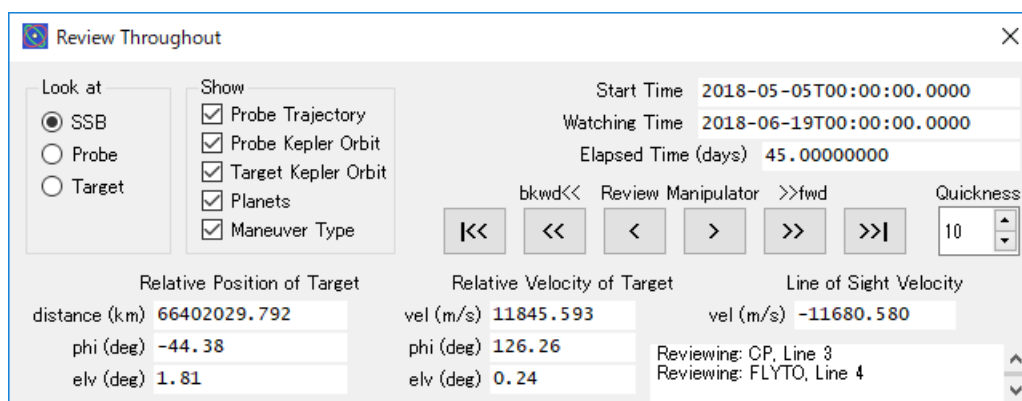 Review Throughout
Look at
SSB
Probe
Target
Show
Probe Trajectory
Probe Kepler Orbit
Target Kepler Orbit
Planets
Maneuver Type
Start Time 2018-05-05T00:00:00.0000
Watching Time 2018-06-19T00:00:00.0000
Elapsed Time (days) 45.00000000
bkwd<< Review Manipulator >>fwd Quickness
|<< << < > >> >>| 10
Relative Position of Target
distance (km) 66402029.792
phi (deg) -44.38
elv (deg) 1.81
Relative Velocity of Target
vel (m/s) 11845.593
phi (deg) 126.26
elv (deg) 0.24
Line of Sight Velocity
vel (m/s) -11680.580
Reviewing: CP, Line 3
Reviewing: FLYTO, Line 4